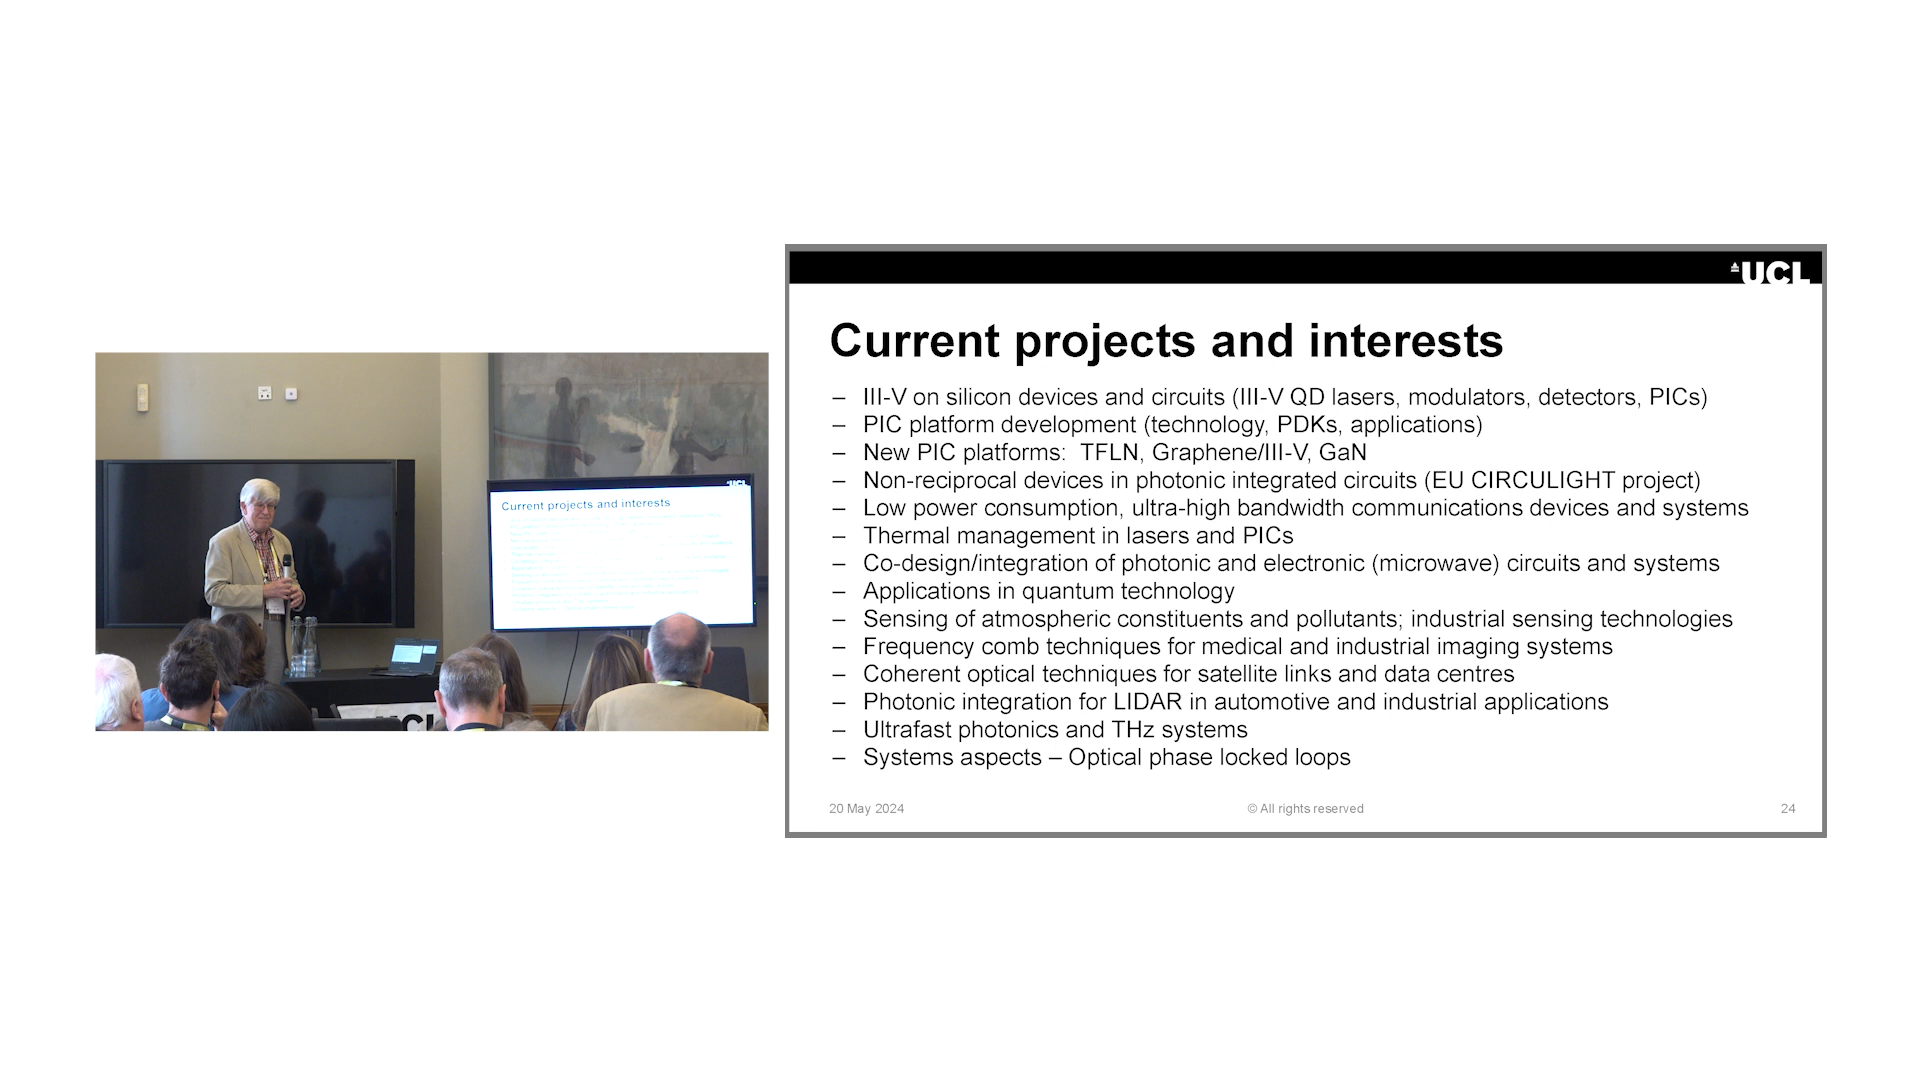 UCL
Current projects and interests
– III-V on silicon devices and circuits (III-V QD lasers, modulators, detectors, PICs)
– PIC platform development (technology, PDKs, applications)
– New PIC platforms:  TFLN, Graphene/III-V, GaN
– Non-reciprocal devices in photonic integrated circuits (EU CIRCULIGHT project)
– Low power consumption, ultra-high bandwidth communications devices and systems
– Thermal management in lasers and PICs
– Co-design/integration of photonic and electronic (microwave) circuits and systems
– Applications in quantum technology
– Sensing of atmospheric constituents and pollutants; industrial sensing technologies
– Frequency comb techniques for medical and industrial imaging systems
– Coherent optical techniques for satellite links and data centres
– Photonic integration for LIDAR in automotive and industrial applications
– Ultrafast photonics and THz systems
– Systems aspects – Optical phase locked loops
20 May 2024 © All rights reserved 24
UCL
Current projects and interests
UCL